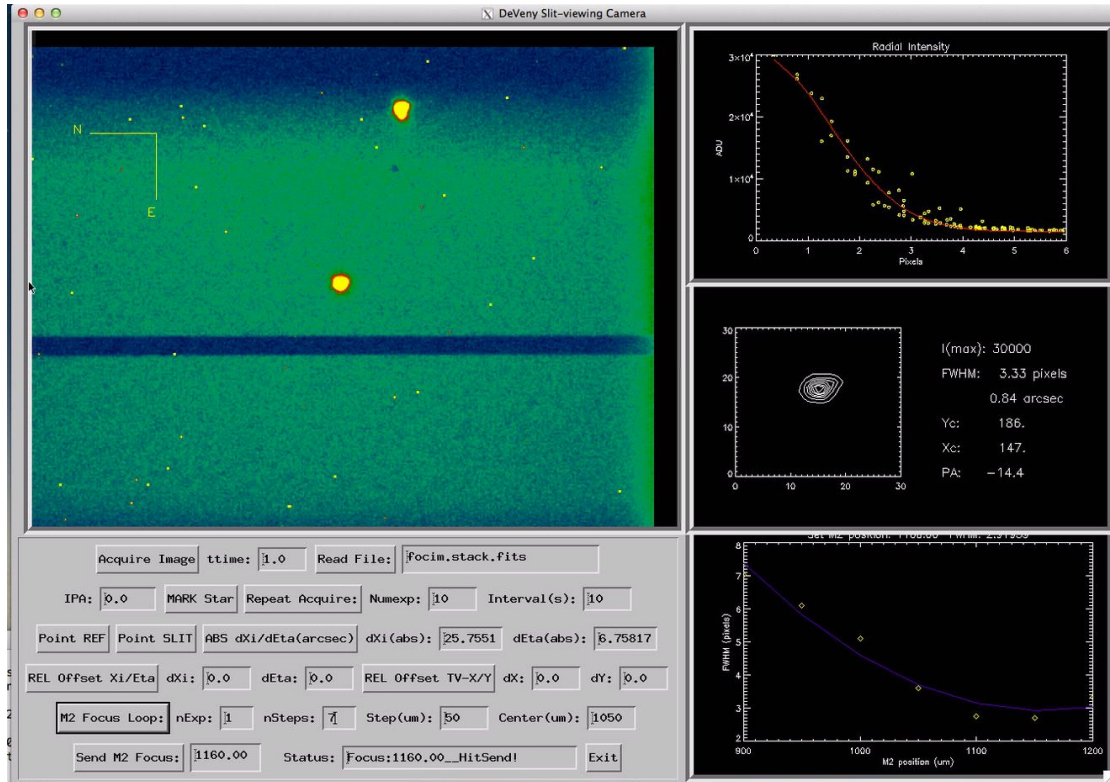 DeVeny Slit-viewing Camera
N
E
Radial Intensity
3×10⁴
2×10⁴
1×10⁴
0
ADU
0 1 2 3 4 5 6
Pixels
30
20
10
0
0 10 20 30
I(max): 30000
FWHM: 3.33 pixels
0.84 arcsec
Yc: 186.
Xc: 147.
PA: -14.4
Acquire Image ttime: 1.0 Read File: focim.stack.fits
IPA: 0.0 MARK Star Repeat Acquire: Numexp: 10 Interval(s): 10
Point REF Point SLIT ABS dXi/dEta(arcsec) dXi(abs): 25.7551 dEta(abs): 6.75817
REL Offset Xi/Eta dXi: 0.0 dEta: 0.0 REL Offset TV-X/Y dX: 0.0 dY: 0.0
M2 Focus Loop: nExp: 1 nSteps: 7 Step(um): 50 Center(um): 1050
Send M2 Focus: 1160.00 Status: Focus:1160.00__HitSend! Exit
8
7
6
5
4
3
2
FWHM (pixels)
900 1000 1100 1200
M2 position (um)